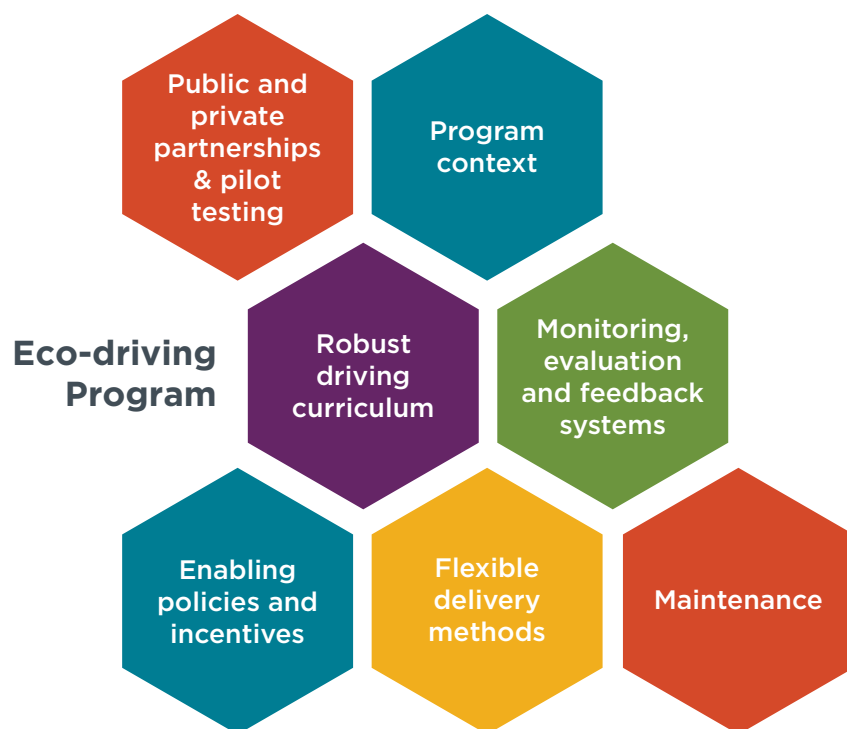 Public and
private
partnerships
& pilot
testing
Program
context
Eco-driving
Program
Robust
driving
curriculum
Monitoring,
evaluation
and feedback
systems
Enabling
policies and
incentives
Flexible
delivery
methods
Maintenance